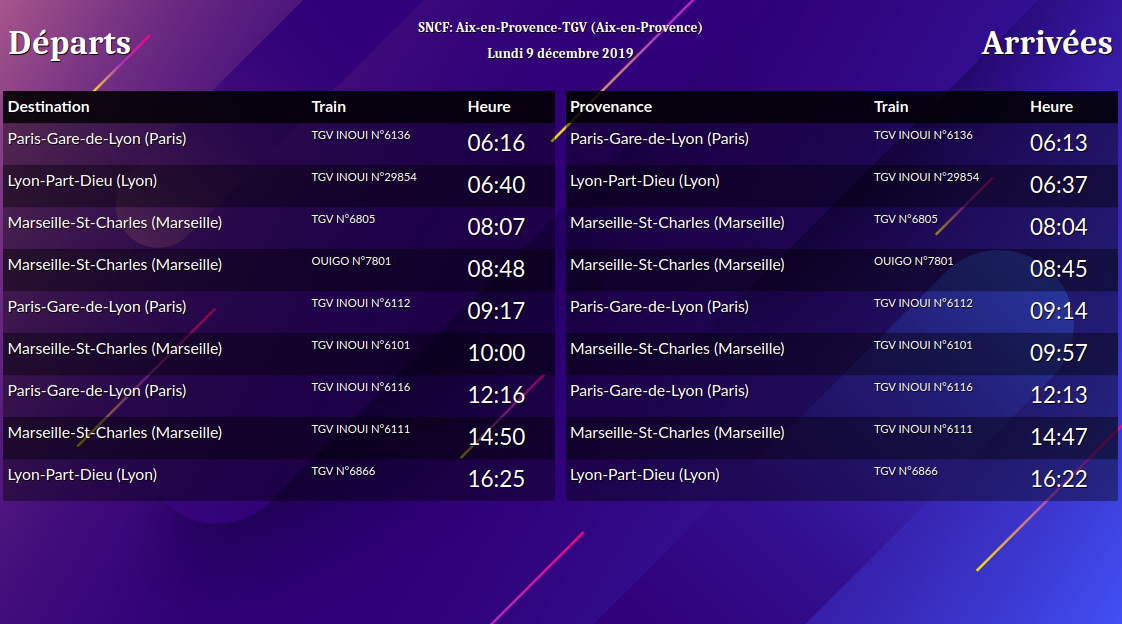 Départs
SNCF: Aix-en-Provence-TGV (Aix-en-Provence)
Lundi 9 décembre 2019
Arrivées
Destination Train Heure
Paris-Gare-de-Lyon (Paris) TGV INOUI N°6136 06:16
Lyon-Part-Dieu (Lyon) TGV INOUI N°29854 06:40
Marseille-St-Charles (Marseille) TGV N°6805 08:07
Marseille-St-Charles (Marseille) OUIGO N°7801 08:48
Paris-Gare-de-Lyon (Paris) TGV INOUI N°6112 09:17
Marseille-St-Charles (Marseille) TGV INOUI N°6101 10:00
Paris-Gare-de-Lyon (Paris) TGV INOUI N°6116 12:16
Marseille-St-Charles (Marseille) TGV INOUI N°6111 14:50
Lyon-Part-Dieu (Lyon) TGV N°6866 16:25
Provenance Train Heure
Paris-Gare-de-Lyon (Paris) TGV INOUI N°6136 06:13
Lyon-Part-Dieu (Lyon) TGV INOUI N°29854 06:37
Marseille-St-Charles (Marseille) TGV N°6805 08:04
Marseille-St-Charles (Marseille) OUIGO N°7801 08:45
Paris-Gare-de-Lyon (Paris) TGV INOUI N°6112 09:14
Marseille-St-Charles (Marseille) TGV INOUI N°6101 09:57
Paris-Gare-de-Lyon (Paris) TGV INOUI N°6116 12:13
Marseille-St-Charles (Marseille) TGV INOUI N°6111 14:47
Lyon-Part-Dieu (Lyon) TGV N°6866 16:22